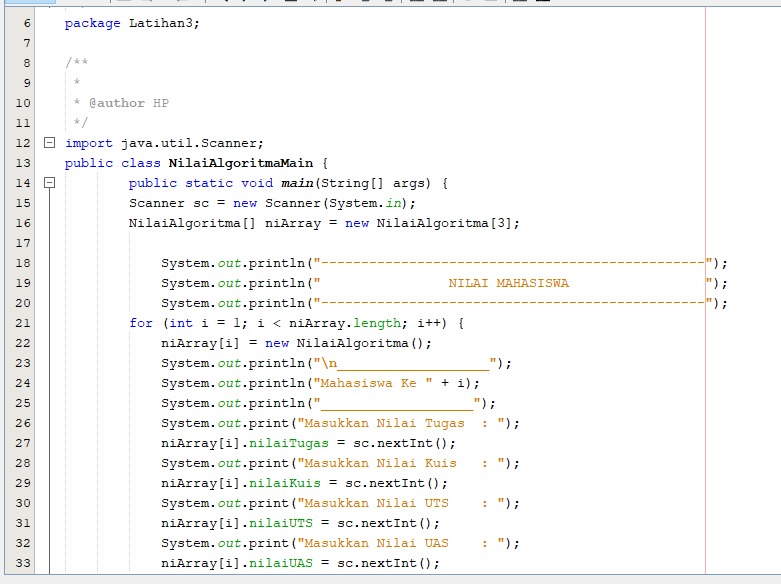 6 package Latihan3;
7
8 /**
9 *
10 * @author HP
11 */
12 import java.util.Scanner;
13 public class NilaiAlgoritmaMain {
14 public static void main(String[] args) {
15 Scanner sc = new Scanner(System.in);
16 NilaiAlgoritma[] niArray = new NilaiAlgoritma[3];
17
18 System.out.println("------------------------------------------------");
19 System.out.println("                NILAI MAHASISWA                 ");
20 System.out.println("------------------------------------------------");
21 for (int i = 1; i < niArray.length; i++) {
22 niArray[i] = new NilaiAlgoritma();
23 System.out.println("\n___________________");
24 System.out.println("Mahasiswa Ke " + i);
25 System.out.println("___________________");
26 System.out.print("Masukkan Nilai Tugas  : ");
27 niArray[i].nilaiTugas = sc.nextInt();
28 System.out.print("Masukkan Nilai Kuis   : ");
29 niArray[i].nilaiKuis = sc.nextInt();
30 System.out.print("Masukkan Nilai UTS    : ");
31 niArray[i].nilaiUTS = sc.nextInt();
32 System.out.print("Masukkan Nilai UAS    : ");
33 niArray[i].nilaiUAS = sc.nextInt();